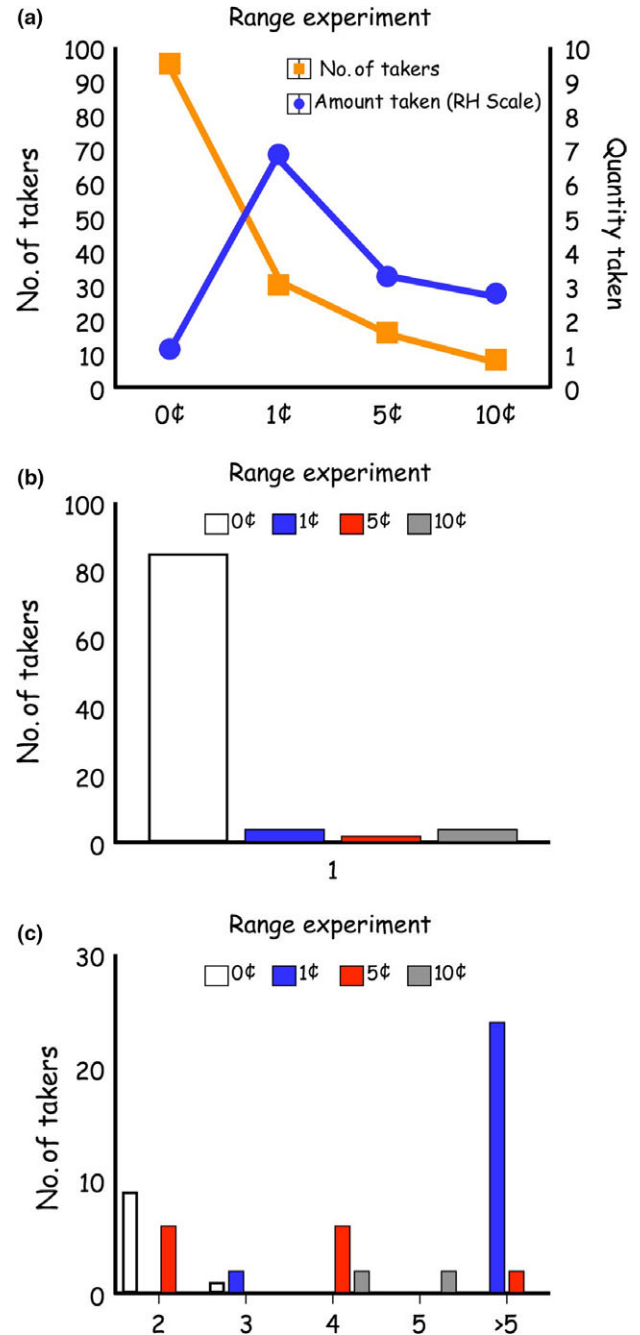 (a)
Range experiment
No. of takers
Amount taken (RH Scale)
100
90
80
70
60
50
40
30
20
10
0
No. of takers
10
9
8
7
6
5
4
3
2
1
0
Quantity taken
0¢ 1¢ 5¢ 10¢
(b)
Range experiment
0¢ 1¢ 5¢ 10¢
100
80
60
40
20
0
No. of takers
1
(c)
Range experiment
0¢ 1¢ 5¢ 10¢
30
20
10
0
No. of takers
2 3 4 5 >5